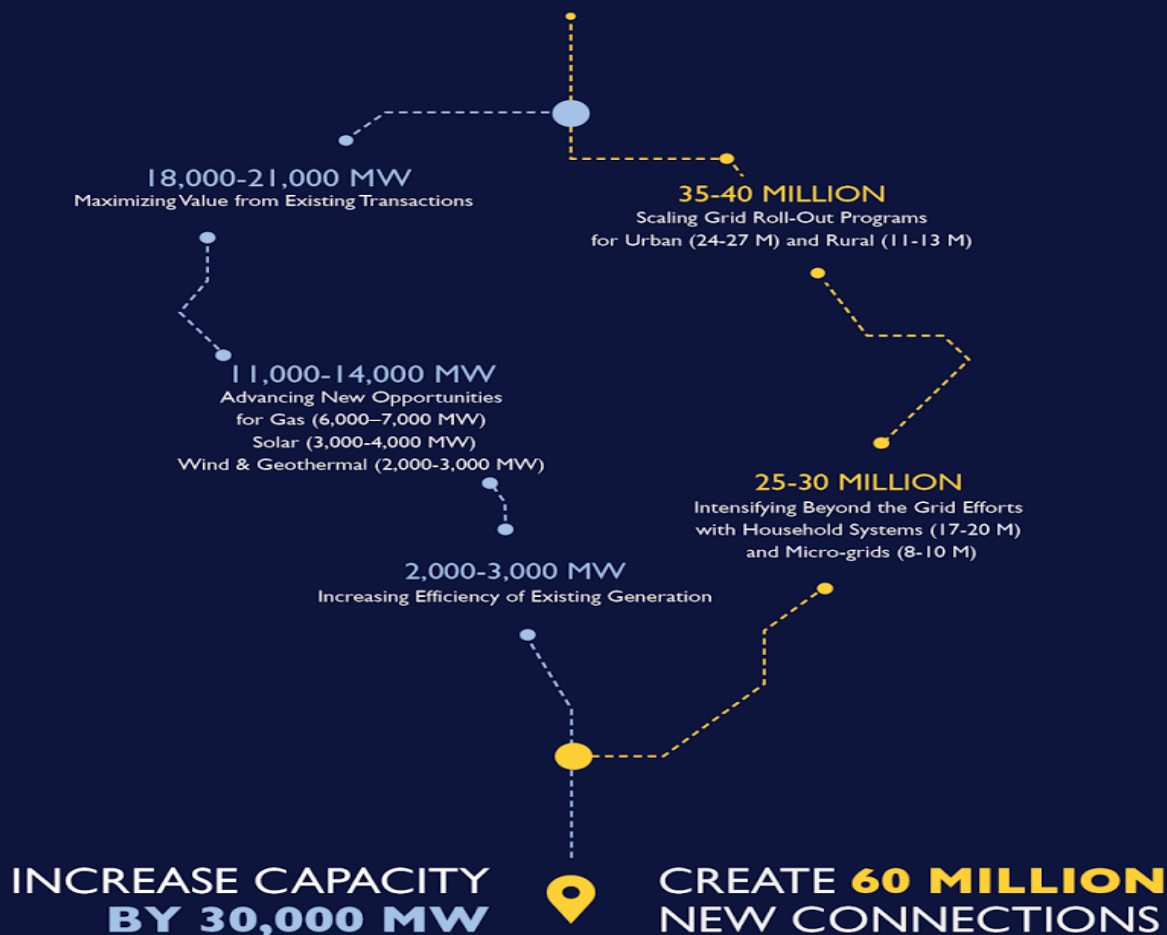 18,000-21,000 MW
Maximizing Value from Existing Transactions
11,000-14,000 MW
Advancing New Opportunities
for Gas (6,000–7,000 MW)
Solar (3,000-4,000 MW)
Wind & Geothermal (2,000-3,000 MW)
2,000-3,000 MW
Increasing Efficiency of Existing Generation
35-40 MILLION
Scaling Grid Roll-Out Programs
for Urban (24-27 M) and Rural (11-13 M)
25-30 MILLION
Intensifying Beyond the Grid Efforts
with Household Systems (17-20 M)
and Micro-grids (8-10 M)
INCREASE CAPACITY
BY 30,000 MW
CREATE 60 MILLION
NEW CONNECTIONS